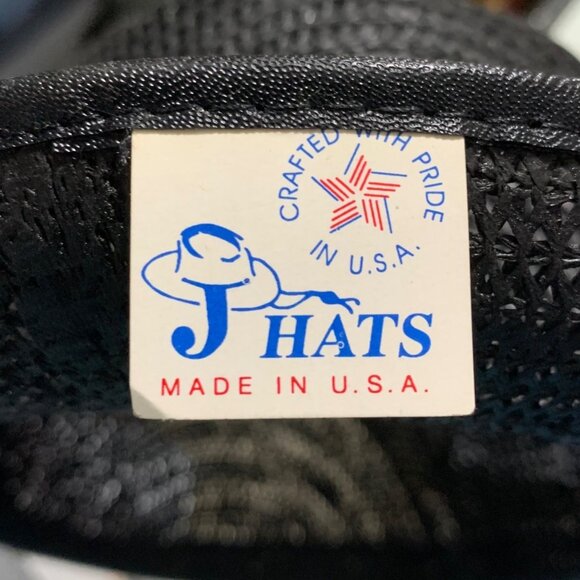 CRAFTED WITH PRIDE
IN U.S.A.
J HATS
MADE IN U.S.A.